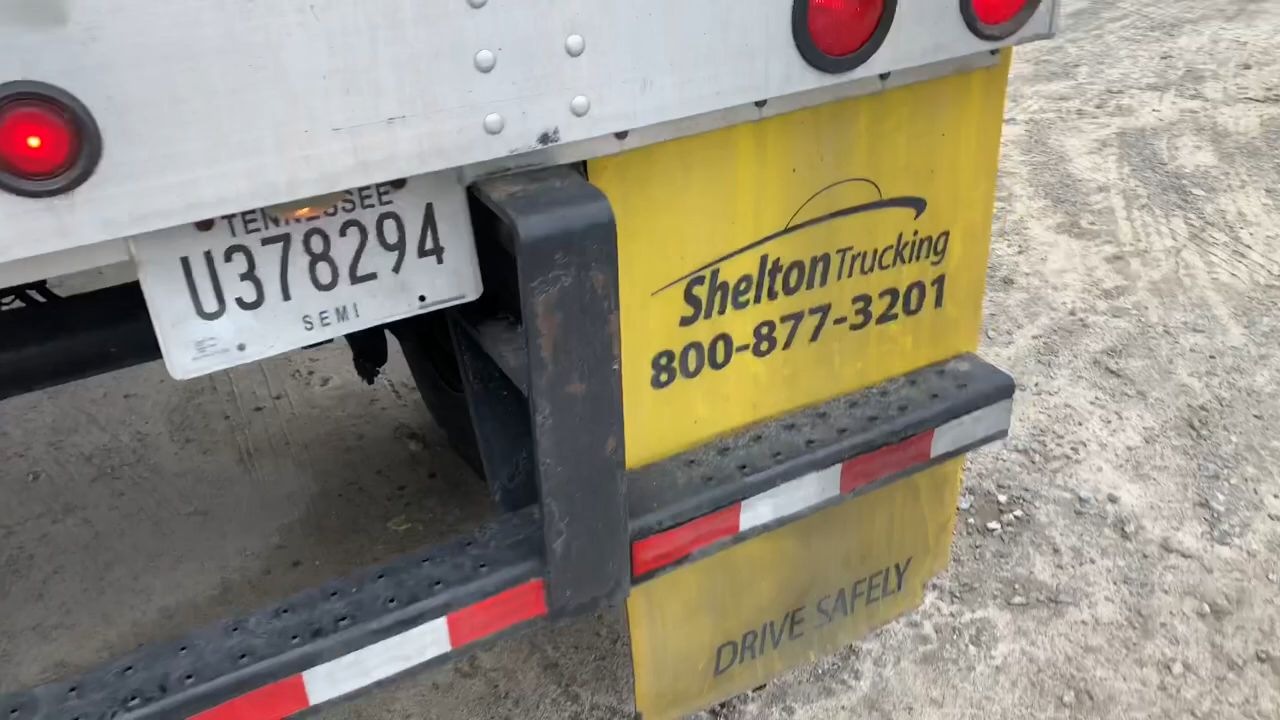 TENNESSEE
U378294
SEMI
Shelton Trucking
800-877-3201
DRIVE SAFELY